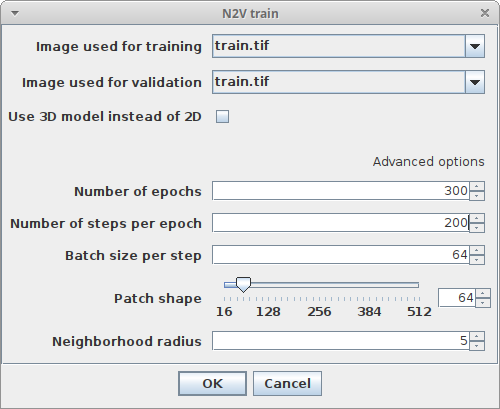 N2V train
Image used for training train.tif
Image used for validation train.tif
Use 3D model instead of 2D
Advanced options
Number of epochs 300
Number of steps per epoch 200
Batch size per step 64
Patch shape 64
16 128 256 384 512
Neighborhood radius 5
OK Cancel